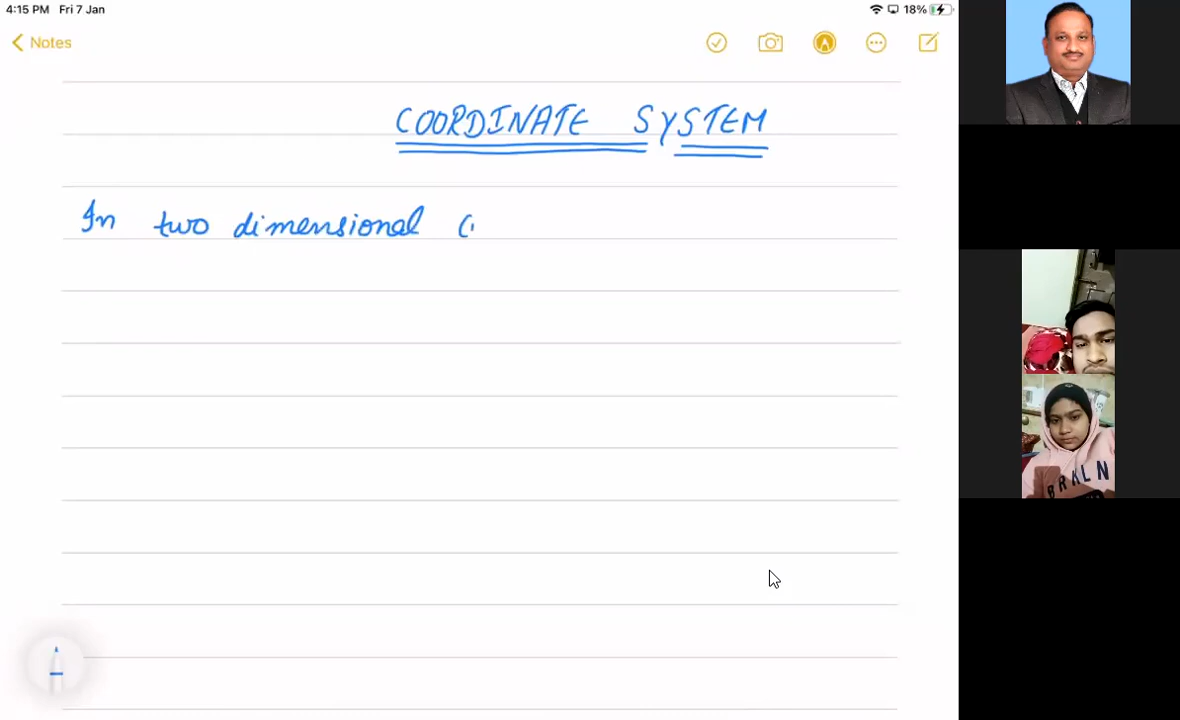 4:15 PM Fri 7 Jan
18%
Notes
COORDINATE SYSTEM
In two dimensional (